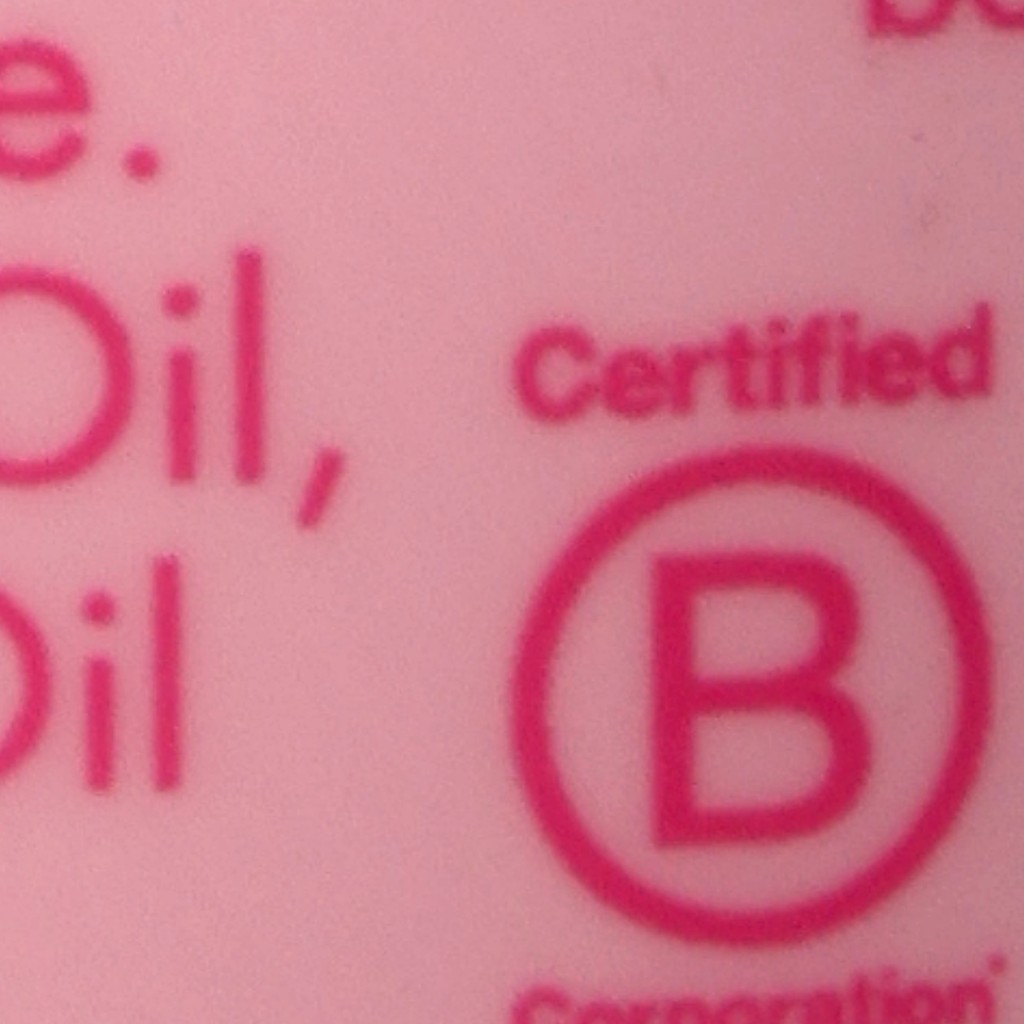 Oil,
Oil
Certified
B
Corporation